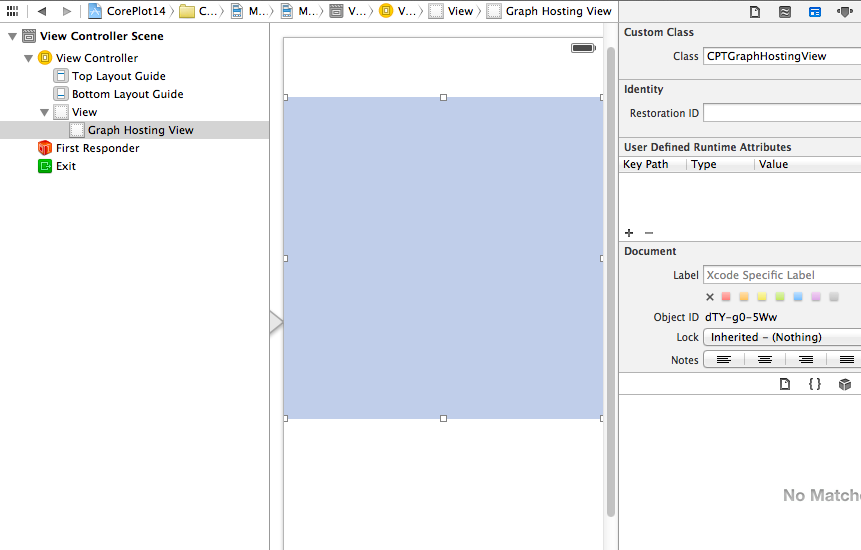 CorePlot14 C... M... M... V... V... View Graph Hosting View
View Controller Scene
View Controller
Top Layout Guide
Bottom Layout Guide
View
Graph Hosting View
First Responder
Exit
Custom Class
Class CPTGraphHostingView
Identity
Restoration ID
User Defined Runtime Attributes
Key Path Type Value
Document
Label Xcode Specific Label
Object ID dTY-g0-5Ww
Lock Inherited - (Nothing)
Notes
{ }
No Matche